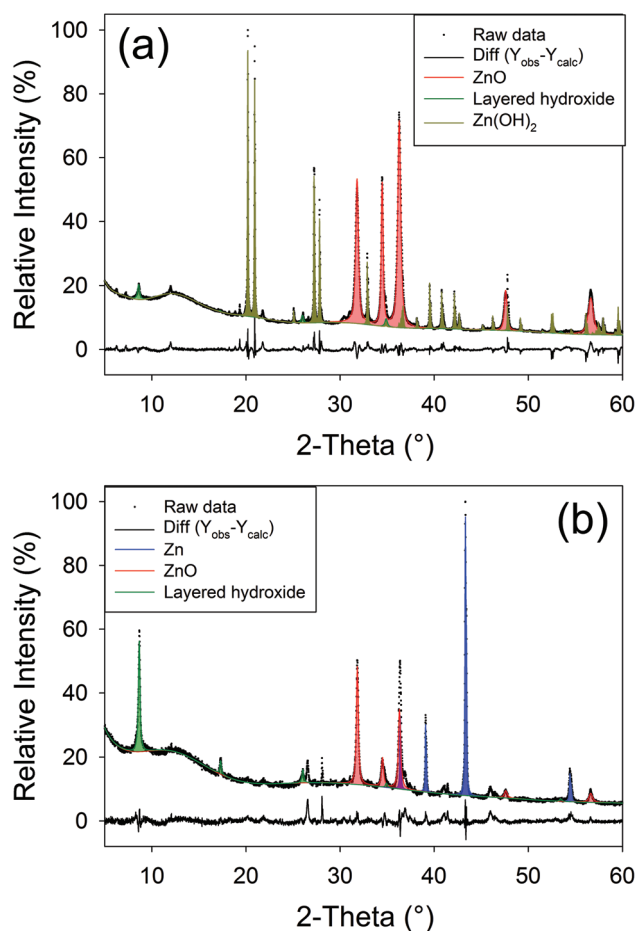 (a)
Raw data
Diff (Yobs-Ycalc)
ZnO
Layered hydroxide
Zn(OH)2
Relative Intensity (%)
100
80
60
40
20
0
10 20 30 40 50 60
2-Theta (°)
(b)
Raw data
Diff (Yobs-Ycalc)
Zn
ZnO
Layered hydroxide
Relative Intensity (%)
100
80
60
40
20
0
10 20 30 40 50 60
2-Theta (°)